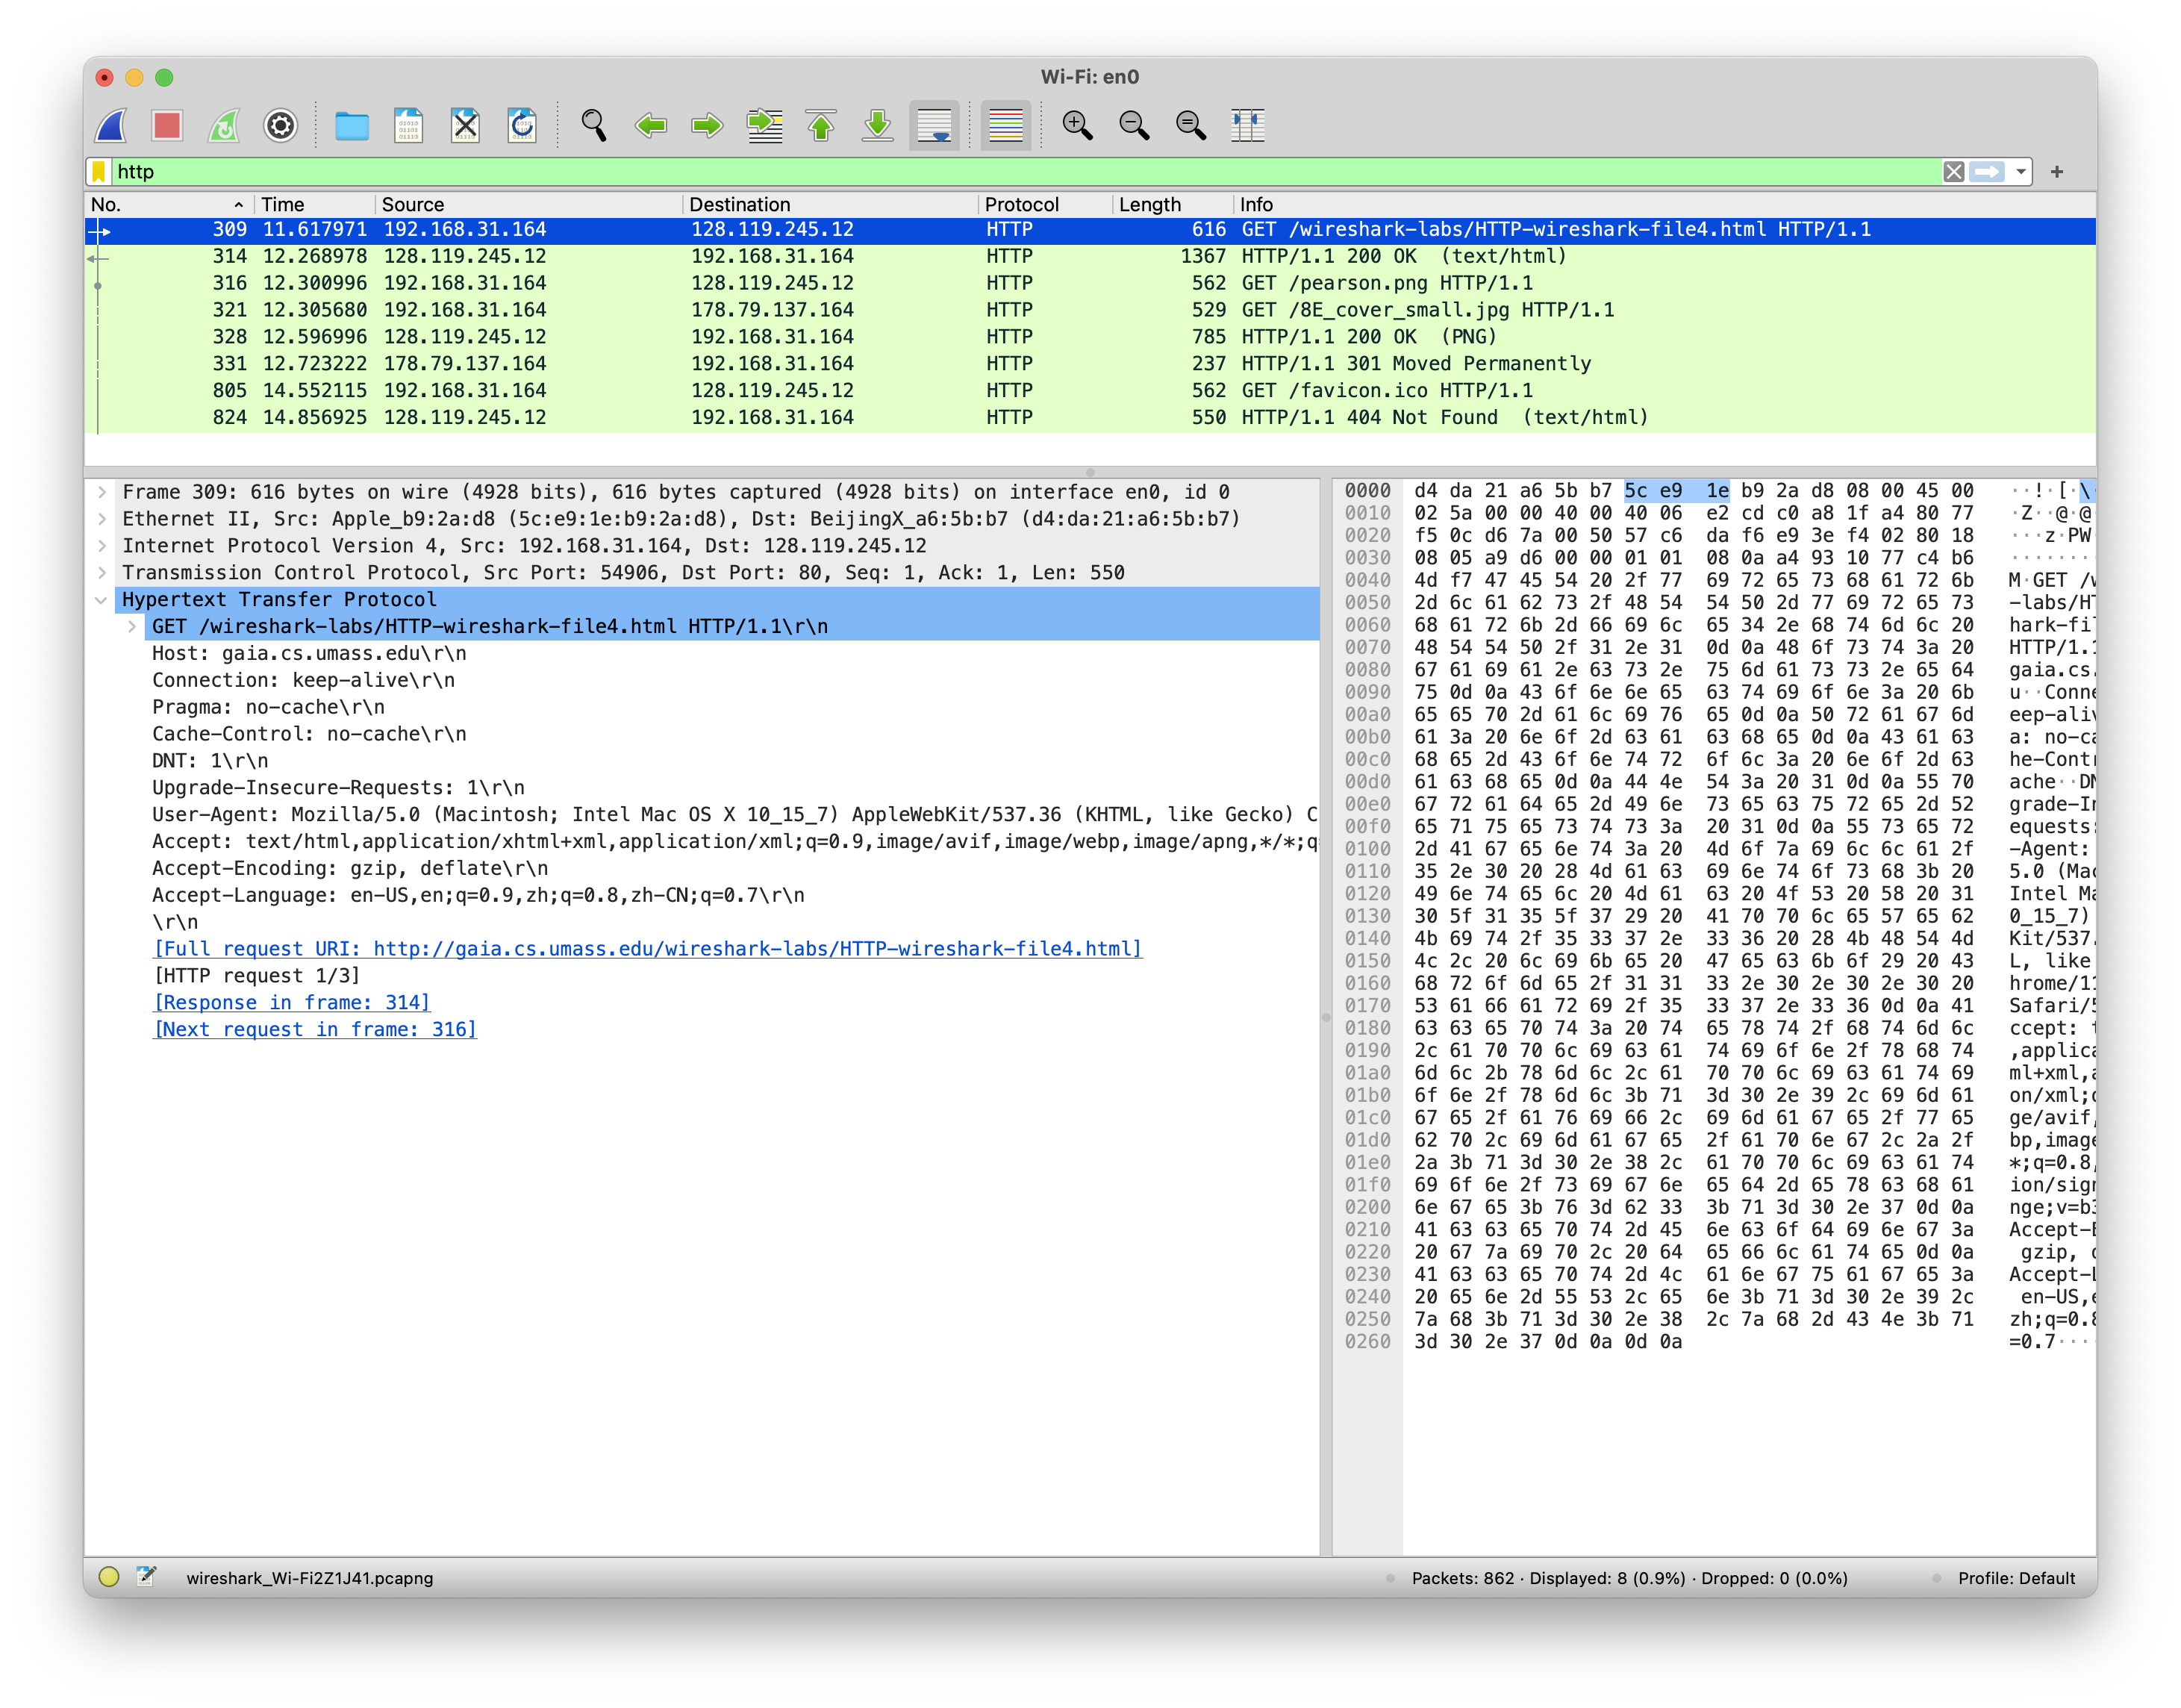 Wi-Fi: en0
http
No. Time Source Destination Protocol Length Info
309 11.617971 192.168.31.164 128.119.245.12 HTTP 616 GET /wireshark-labs/HTTP-wireshark-file4.html HTTP/1.1
314 12.268978 128.119.245.12 192.168.31.164 HTTP 1367 HTTP/1.1 200 OK (text/html)
316 12.300996 192.168.31.164 128.119.245.12 HTTP 562 GET /pearson.png HTTP/1.1
321 12.305680 192.168.31.164 178.79.137.164 HTTP 529 GET /8E_cover_small.jpg HTTP/1.1
328 12.596996 128.119.245.12 192.168.31.164 HTTP 785 HTTP/1.1 200 OK (PNG)
331 12.723222 178.79.137.164 192.168.31.164 HTTP 237 HTTP/1.1 301 Moved Permanently
805 14.552115 192.168.31.164 128.119.245.12 HTTP 562 GET /favicon.ico HTTP/1.1
824 14.856925 128.119.245.12 192.168.31.164 HTTP 550 HTTP/1.1 404 Not Found (text/html)
Frame 309: 616 bytes on wire (4928 bits), 616 bytes captured (4928 bits) on interface en0, id 0
Ethernet II, Src: Apple_b9:2a:d8 (5c:e9:1e:b9:2a:d8), Dst: BeijingX_a6:5b:b7 (d4:da:21:a6:5b:b7)
Internet Protocol Version 4, Src: 192.168.31.164, Dst: 128.119.245.12
Transmission Control Protocol, Src Port: 54906, Dst Port: 80, Seq: 1, Ack: 1, Len: 550
Hypertext Transfer Protocol
GET /wireshark-labs/HTTP-wireshark-file4.html HTTP/1.1\r\n
Host: gaia.cs.umass.edu\r\n
Connection: keep-alive\r\n
Pragma: no-cache\r\n
Cache-Control: no-cache\r\n
DNT: 1\r\n
Upgrade-Insecure-Requests: 1\r\n
User-Agent: Mozilla/5.0 (Macintosh; Intel Mac OS X 10_15_7) AppleWebKit/537.36 (KHTML, like Gecko) C
Accept: text/html,application/xhtml+xml,application/xml;q=0.9,image/avif,image/webp,image/apng,*/*;q=
Accept-Encoding: gzip, deflate\r\n
Accept-Language: en-US,en;q=0.9,zh;q=0.8,zh-CN;q=0.7\r\n
\r\n
[Full request URI: http://gaia.cs.umass.edu/wireshark-labs/HTTP-wireshark-file4.html]
[HTTP request 1/3]
[Response in frame: 314]
[Next request in frame: 316]
0000 d4 da 21 a6 5b b7 5c e9 1e b9 2a d8 08 00 45 00 ··!·[·\
0010 02 5a 00 00 40 00 40 06 e2 cd c0 a8 1f a4 80 77 ·Z··@·@
0020 f5 0c d6 7a 00 50 57 c6 da f6 e9 3e f4 02 80 18 ···z·PW
0030 08 05 a9 d6 00 00 01 01 08 0a a4 93 10 77 c4 b6 ·······
0040 4d f7 47 45 54 20 2f 77 69 72 65 73 68 61 72 6b M·GET /w
0050 2d 6c 61 62 73 2f 48 54 54 50 2d 77 69 72 65 73 -labs/HT
0060 68 61 72 6b 2d 66 69 6c 65 34 2e 68 74 6d 6c 20 hark-fil
0070 48 54 54 50 2f 31 2e 31 0d 0a 48 6f 73 74 3a 20 HTTP/1.1
0080 67 61 69 61 2e 63 73 2e 75 6d 61 73 73 2e 65 64 gaia.cs.
0090 75 0d 0a 43 6f 6e 6e 65 63 74 69 6f 6e 3a 20 6b u··Conne
00a0 65 65 70 2d 61 6c 69 76 65 0d 0a 50 72 61 67 6d eep-aliv
00b0 61 3a 20 6e 6f 2d 63 61 63 68 65 0d 0a 43 61 63 a: no-ca
00c0 68 65 2d 43 6f 6e 74 72 6f 6c 3a 20 6e 6f 2d 63 he-Contr
00d0 61 63 68 65 0d 0a 44 4e 54 3a 20 31 0d 0a 55 70 ache··DN
00e0 67 72 61 64 65 2d 49 6e 73 65 63 75 72 65 2d 52 grade-In
00f0 65 71 75 65 73 74 73 3a 20 31 0d 0a 55 73 65 72 equests:
0100 2d 41 67 65 6e 74 3a 20 4d 6f 7a 69 6c 6c 61 2f -Agent:
0110 35 2e 30 20 28 4d 61 63 69 6e 74 6f 73 68 3b 20 5.0 (Mac
0120 49 6e 74 65 6c 20 4d 61 63 20 4f 53 20 58 20 31 Intel Ma
0130 30 5f 31 35 5f 37 29 20 41 70 70 6c 65 57 65 62 0_15_7)
0140 4b 69 74 2f 35 33 37 2e 33 36 20 28 4b 48 54 4d Kit/537.
0150 4c 2c 20 6c 69 6b 65 20 47 65 63 6b 6f 29 20 43 L, like
0160 68 72 6f 6d 65 2f 31 31 33 2e 30 2e 30 2e 30 20 hrome/11
0170 53 61 66 61 72 69 2f 35 33 37 2e 33 36 0d 0a 41 Safari/5
0180 63 63 65 70 74 3a 20 74 65 78 74 2f 68 74 6d 6c ccept: t
0190 2c 61 70 70 6c 69 63 61 74 69 6f 6e 2f 78 68 74 ,applica
01a0 6d 6c 2b 78 6d 6c 2c 61 70 70 6c 69 63 61 74 69 ml+xml,a
01b0 6f 6e 2f 78 6d 6c 3b 71 3d 30 2e 39 2c 69 6d 61 on/xml;q
01c0 67 65 2f 61 76 69 66 2c 69 6d 61 67 65 2f 77 65 ge/avif,
01d0 62 70 2c 69 6d 61 67 65 2f 61 70 6e 67 2c 2a 2f bp,image
01e0 2a 3b 71 3d 30 2e 38 2c 61 70 70 6c 69 63 61 74 *;q=0.8,
01f0 69 6f 6e 2f 73 69 67 6e 65 64 2d 65 78 63 68 61 ion/sign
0200 6e 67 65 3b 76 3d 62 33 3b 71 3d 30 2e 37 0d 0a nge;v=b3
0210 41 63 63 65 70 74 2d 45 6e 63 6f 64 69 6e 67 3a Accept-E
0220 20 67 7a 69 70 2c 20 64 65 66 6c 61 74 65 0d 0a gzip, d
0230 41 63 63 65 70 74 2d 4c 61 6e 67 75 61 67 65 3a Accept-L
0240 20 65 6e 2d 55 53 2c 65 6e 3b 71 3d 30 2e 39 2c en-US,e
0250 7a 68 3b 71 3d 30 2e 38 2c 7a 68 2d 43 4e 3b 71 zh;q=0.8
0260 3d 30 2e 37 0d 0a 0d 0a =0.7····
wireshark_Wi-Fi2Z1J41.pcapng Packets: 862 · Displayed: 8 (0.9%) · Dropped: 0 (0.0%) Profile: Default